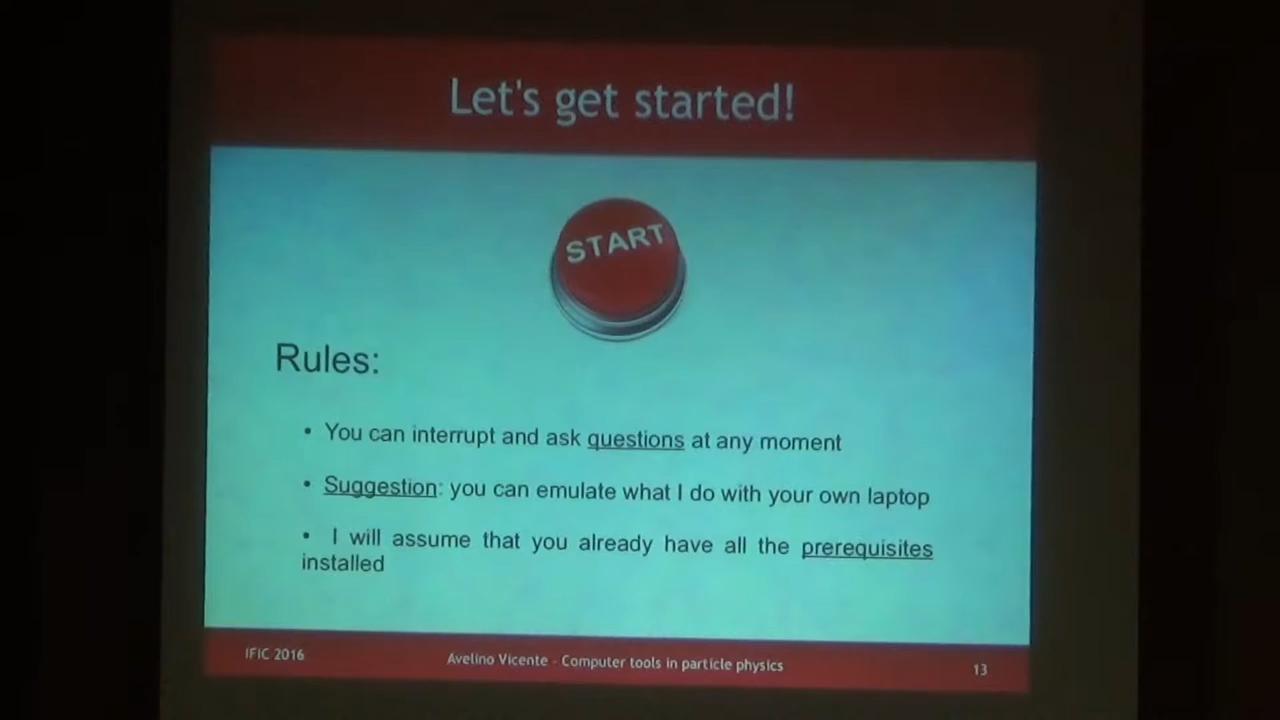 Let's get started!
START
Rules:
• You can interrupt and ask questions at any moment
• Suggestion: you can emulate what I do with your own laptop
• I will assume that you already have all the prerequisites
installed
IFIC 2016
Avelino Vicente - Computer tools in particle physics
13